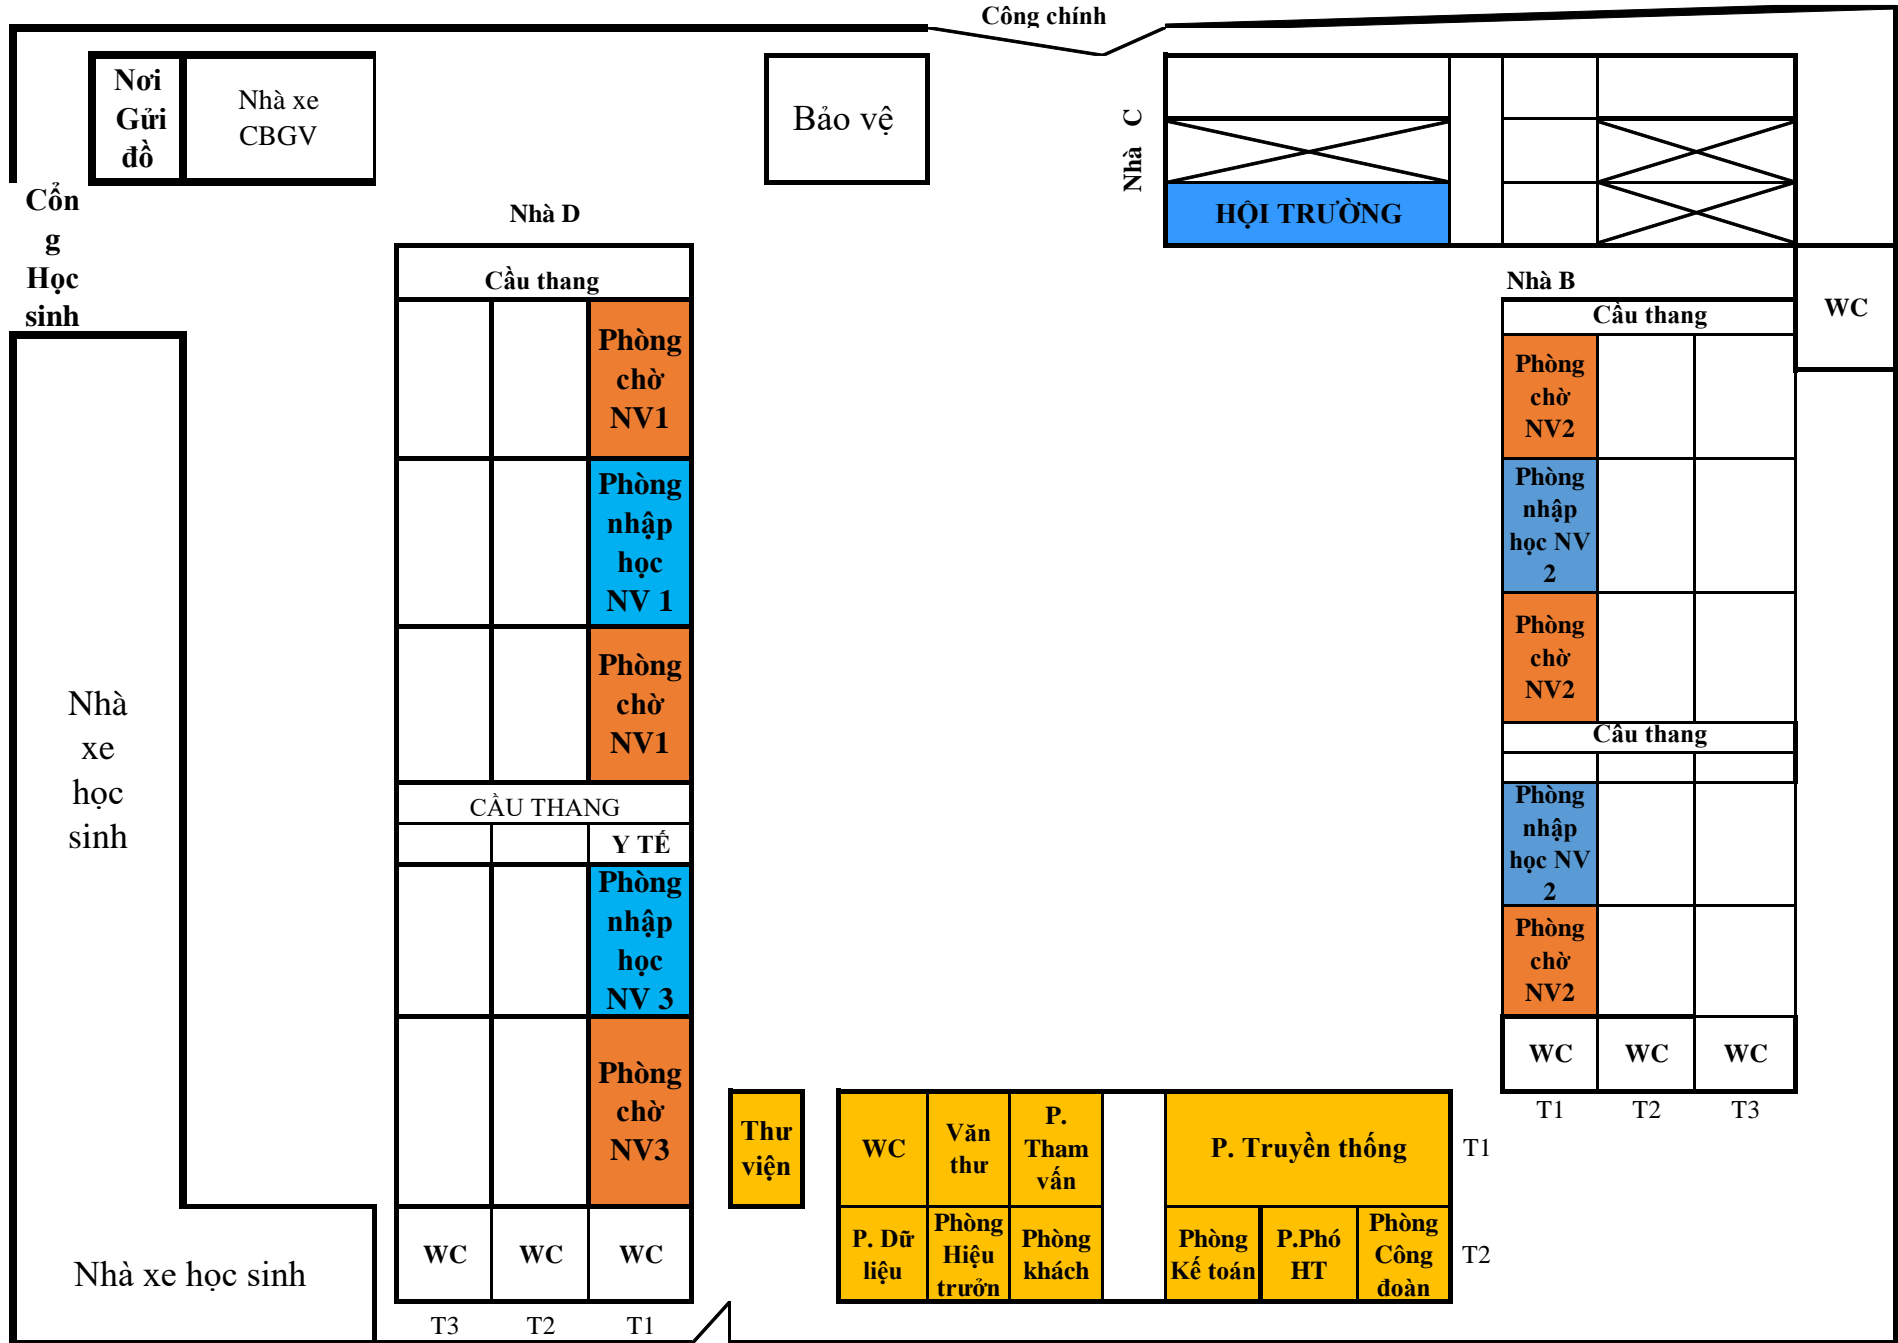 Công chính
Nơi
Gửi
đồ
Nhà xe
CBGV
Bảo vệ
Nhà C
HỘI TRƯỜNG
Cổn
g
Học
sinh
Nhà D
Cầu thang
Phòng
chờ
NV1
Phòng
nhập
học
NV 1
Phòng
chờ
NV1
CẦU THANG
Y TẾ
Phòng
nhập
học
NV 3
Phòng
chờ
NV3
WC
WC
WC
T3
T2
T1
Nhà
xe
học
sinh
Nhà xe học sinh
Nhà B
WC
Cầu thang
Phòng
chờ
NV2
Phòng
nhập
học NV
2
Phòng
chờ
NV2
Cầu thang
Phòng
nhập
học NV
2
Phòng
chờ
NV2
WC
WC
WC
T1
T2
T3
Thư
viện
WC
Văn
thư
P.
Tham
vấn
P. Truyền thống
T1
P. Dữ
liệu
Phòng
Hiệu
trưởn
Phòng
khách
Phòng
Kế toán
P.Phó
HT
Phòng
Công
đoàn
T2